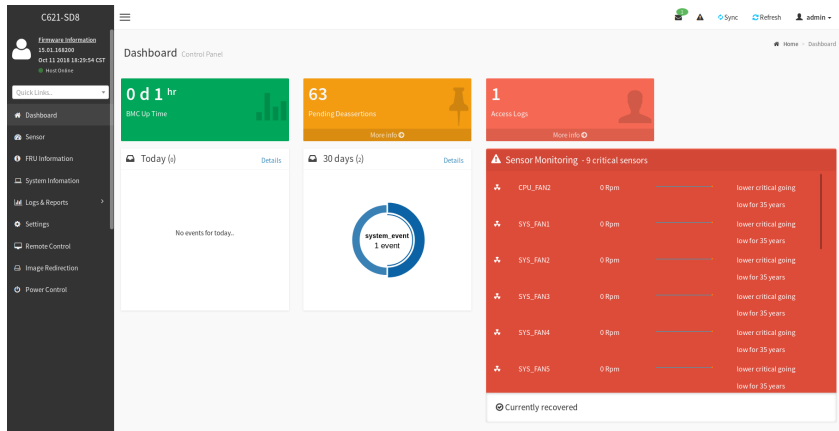 C621-SD8
Firmware Information
15.01.168200
Oct 11 2018 18:29:54 CST
Host Online
Quick Links..
Dashboard
Sensor
FRU Information
System Infomation
Logs & Reports
Settings
Remote Control
Image Redirection
Power Control
Sync
Refresh
admin
Dashboard Control Panel
Home - Dashboard
0 d 1 hr
BMC Up Time
63
Pending Deassertions
More info
1
Access Logs
More info
Today (0)
Details
No events for today..
30 days (2)
Details
system_event
1 event
Sensor Monitoring - 9 critical sensors
CPU_FAN2 0 Rpm lower critical going
low for 35 years
SYS_FAN1 0 Rpm lower critical going
low for 35 years
SYS_FAN2 0 Rpm lower critical going
low for 35 years
SYS_FAN3 0 Rpm lower critical going
low for 35 years
SYS_FAN4 0 Rpm lower critical going
low for 35 years
SYS_FAN5 0 Rpm lower critical going
low for 35 years
Currently recovered